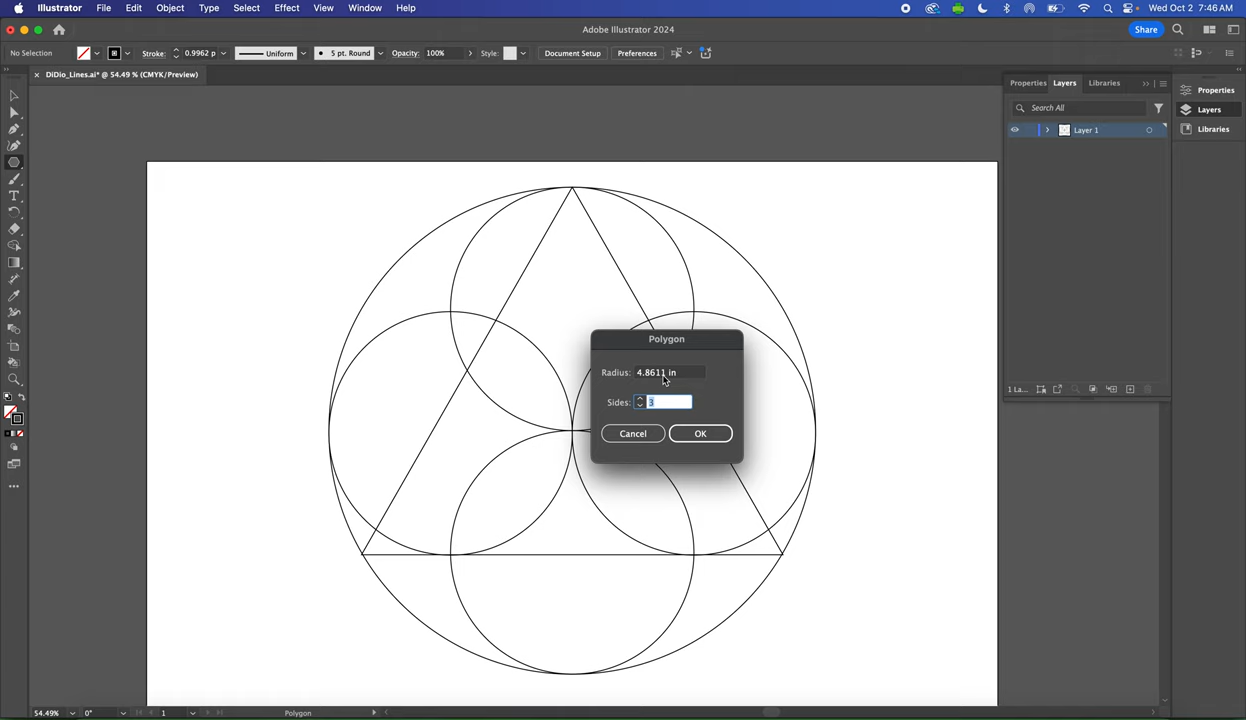 Illustrator File Edit Object Type Select Effect View Window Help
Wed Oct 2 7:46 AM
Adobe Illustrator 2024
Share
No Selection
Stroke:
0.9962 p
Uniform
5 pt. Round
Opacity:
100%
Style:
Document Setup
Preferences
DiDio_Lines.ai* @ 54.49 % (CMYK/Preview)
Properties Layers Libraries
Search All
Layer 1
Properties
Layers
Libraries
Polygon
Radius: 4.8611 in
Sides: 3
Cancel OK
1 La...
54.49%
0°
1
Polygon